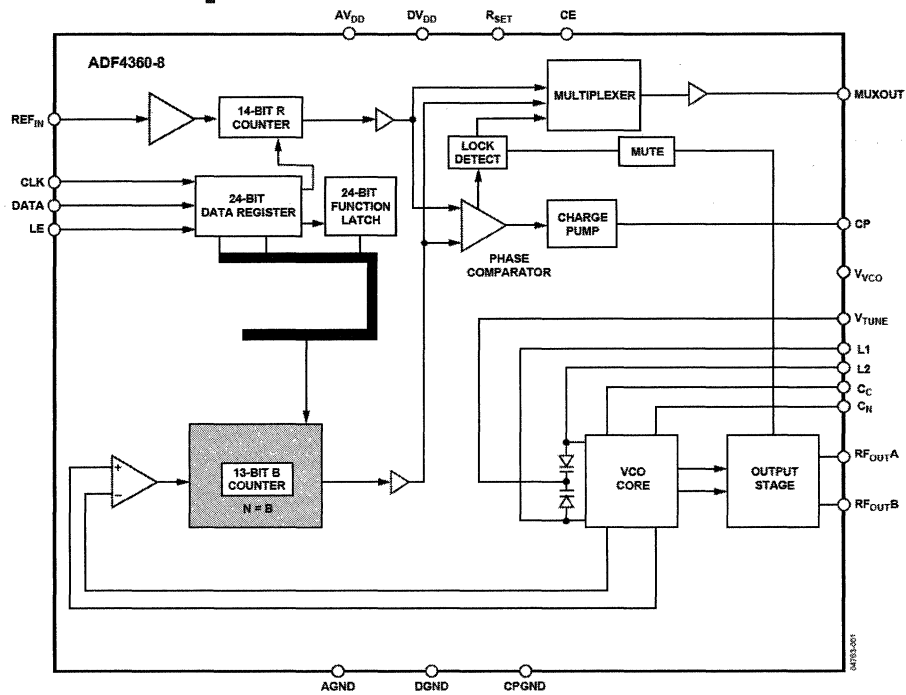 AVDD
DVDD
RSET
CE
ADF4360-8
REFIN
14-BIT R
COUNTER
MULTIPLEXER
MUXOUT
LOCK
DETECT
MUTE
CLK
DATA
LE
24-BIT
DATA REGISTER
24-BIT
FUNCTION
LATCH
CHARGE
PUMP
CP
PHASE
COMPARATOR
VVCO
VTUNE
L1
L2
CC
CN
+
−
13-BIT B
COUNTER
N = B
VCO
CORE
OUTPUT
STAGE
RFOUTA
RFOUTB
AGND
DGND
CPGND
04763-001